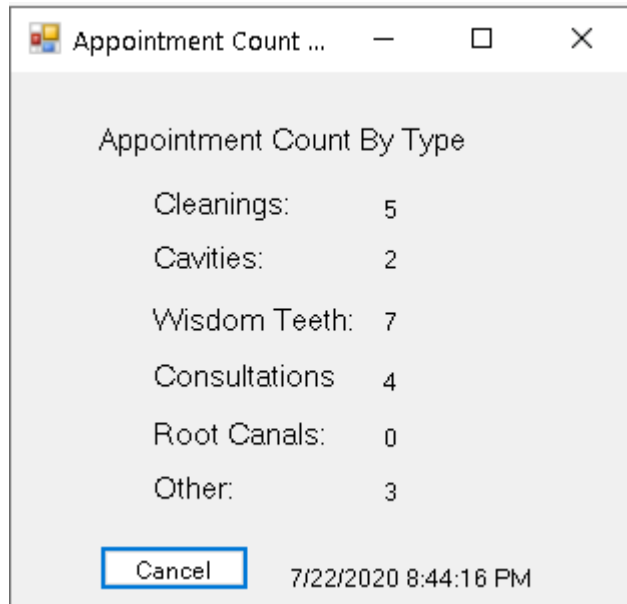 Appointment Count ...
Appointment Count By Type
Cleanings: 5
Cavities: 2
Wisdom Teeth: 7
Consultations 4
Root Canals: 0
Other: 3
Cancel 7/22/2020 8:44:16 PM